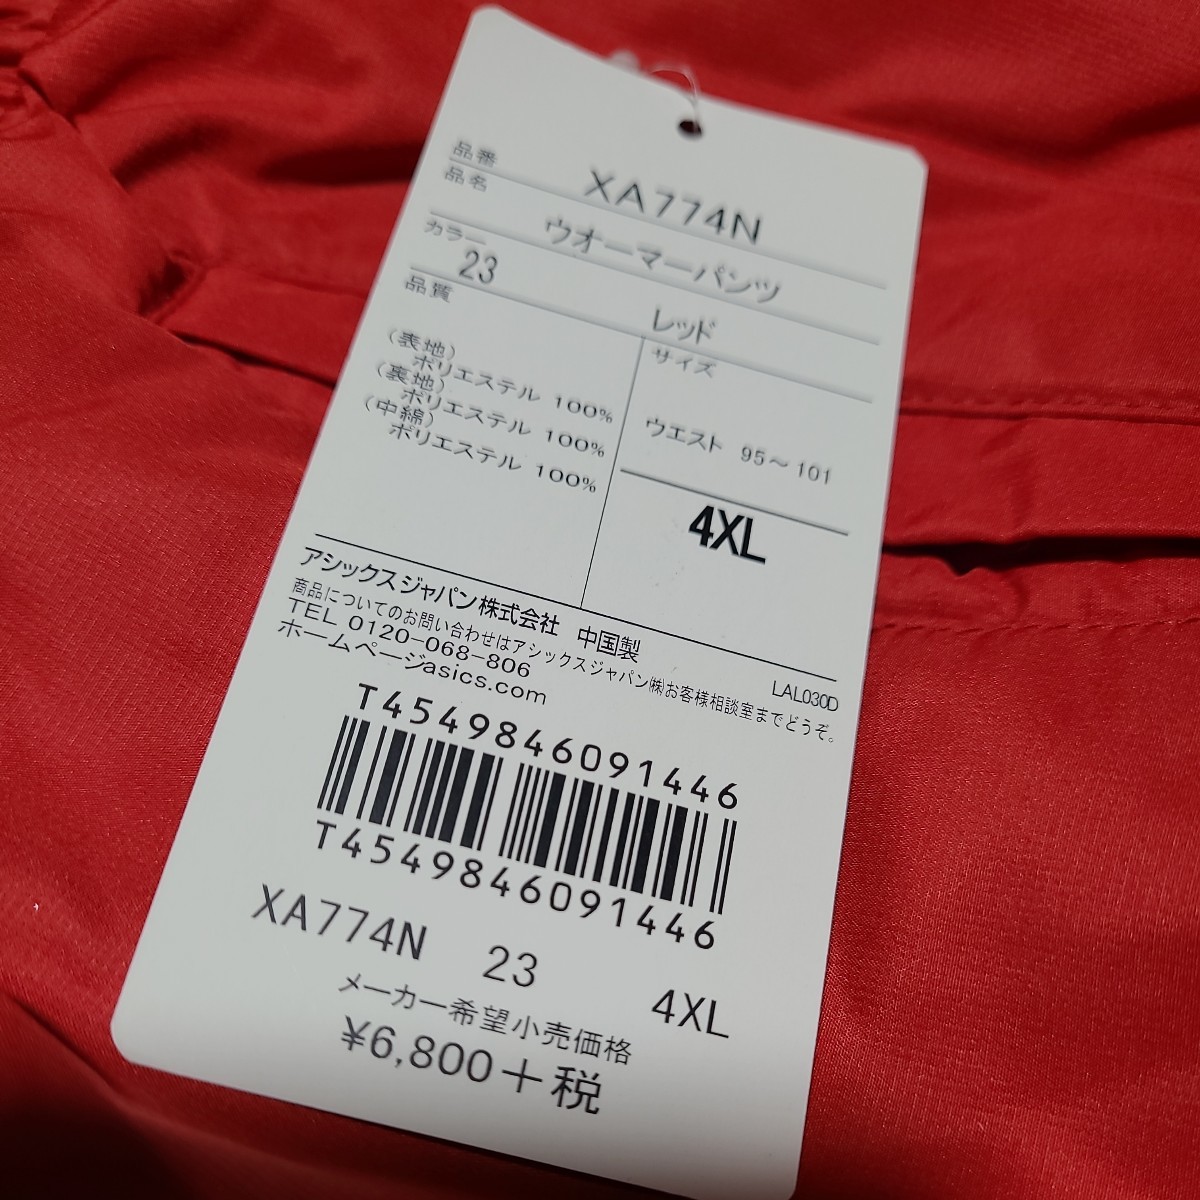 品番 XA774N
品名 ウオーマーパンツ
カラー 23 レッド
品質
(表地)
ポリエステル 100%
(裏地)
ポリエステル 100%
(中綿)
ポリエステル 100%
サイズ
ウエスト 95～101
4XL
アシックスジャパン株式会社 中国製
LAL030D
商品についてのお問い合わせはアシックスジャパン㈱お客様相談室までどうぞ。
TEL 0120-068-806
ホームページasics.com
T4549846091446
T4549846091446
XA774N 23 4XL
メーカー希望小売価格
¥6,800+税